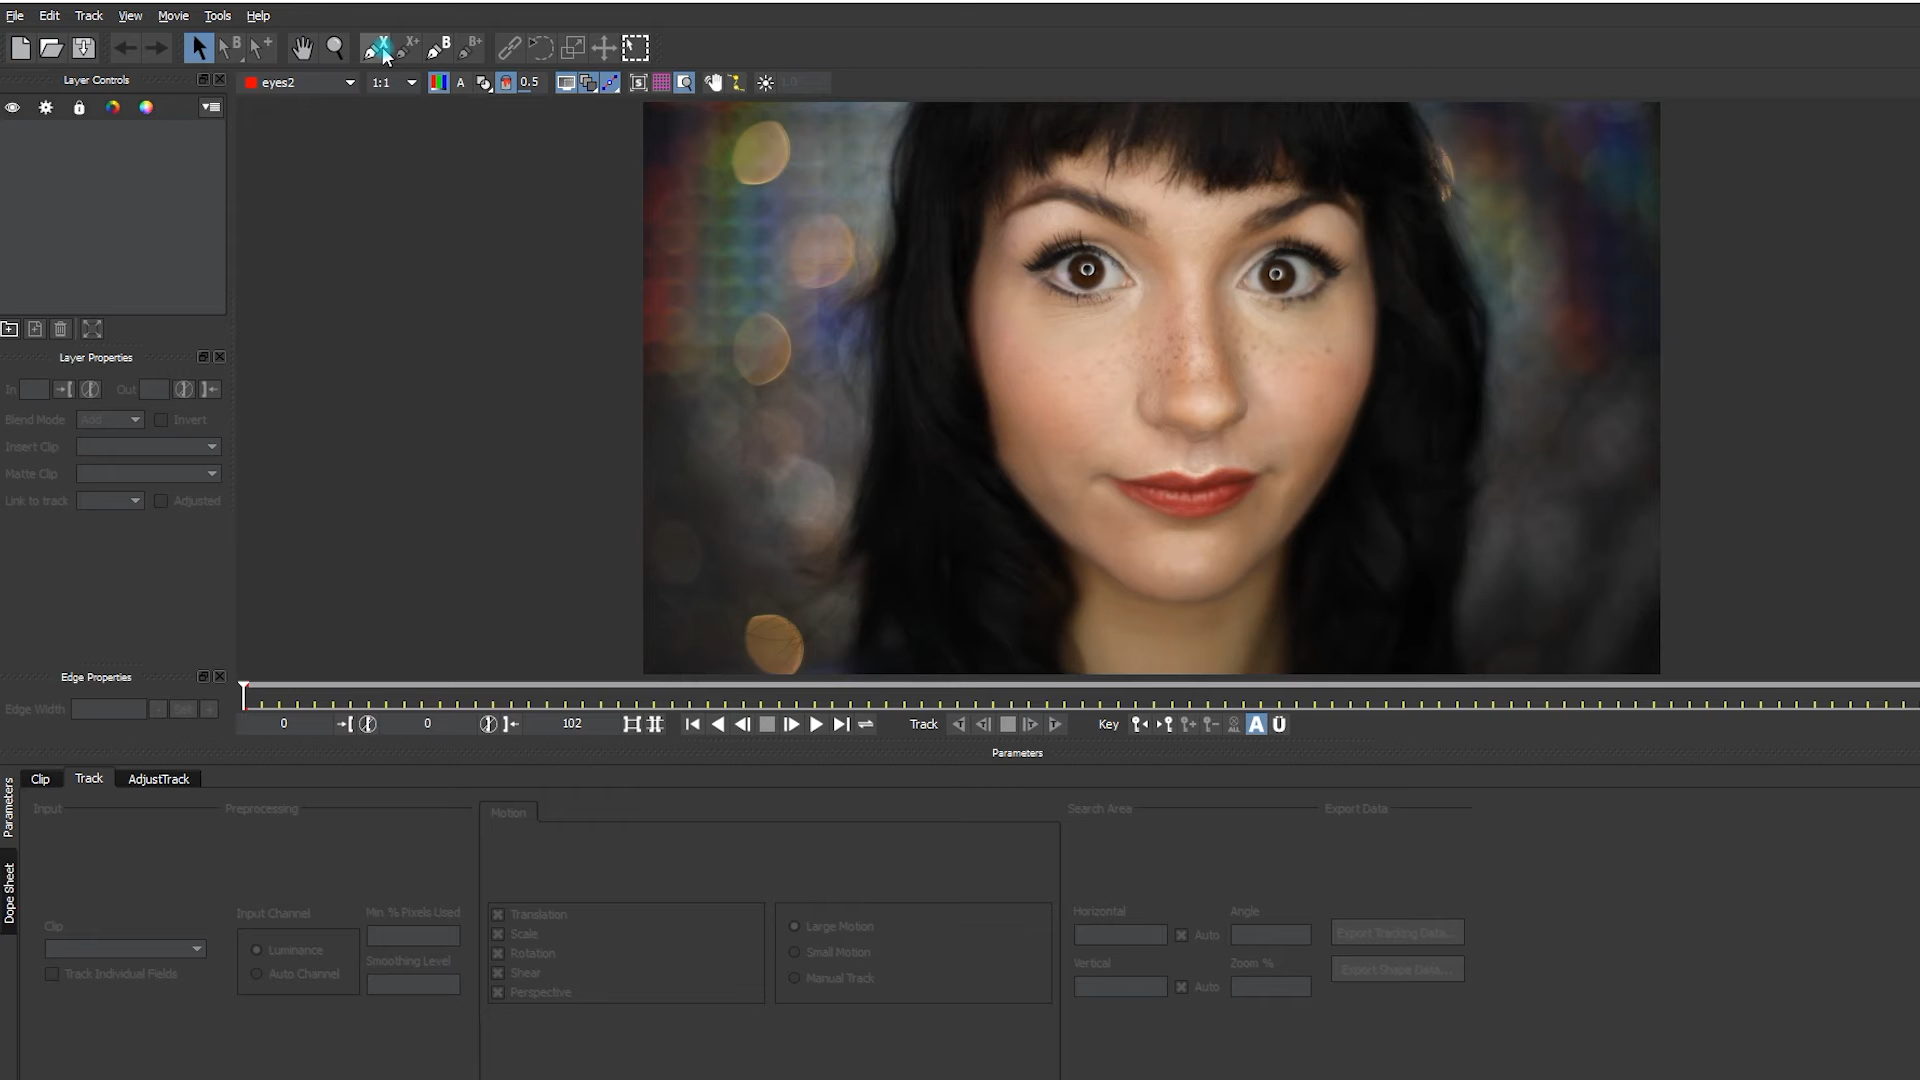 File Edit Track View Movie Tools Help
B X X+ B B+
Layer Controls
eyes2 1:1 A 0.5
Layer Properties
In Out
Blend Mode Add Invert
Insert Clip
Matte Clip
Link to track Adjusted
Edge Properties
Edge Width - Set +
0 0 102 Track Key ALL A Ü
Parameters
Clip Track AdjustTrack
Parameters
Dope Sheet
Input Preprocessing Motion Search Area Export Data
Clip
Track Individual Fields
Input Channel
Luminance
Auto Channel
Min % Pixels Used
Smoothing Level
Translation
Scale
Rotation
Shear
Perspective
Large Motion
Small Motion
Manual Track
Horizontal Angle
Auto
Vertical Zoom %
Auto
Export Tracking Data...
Export Shape Data...